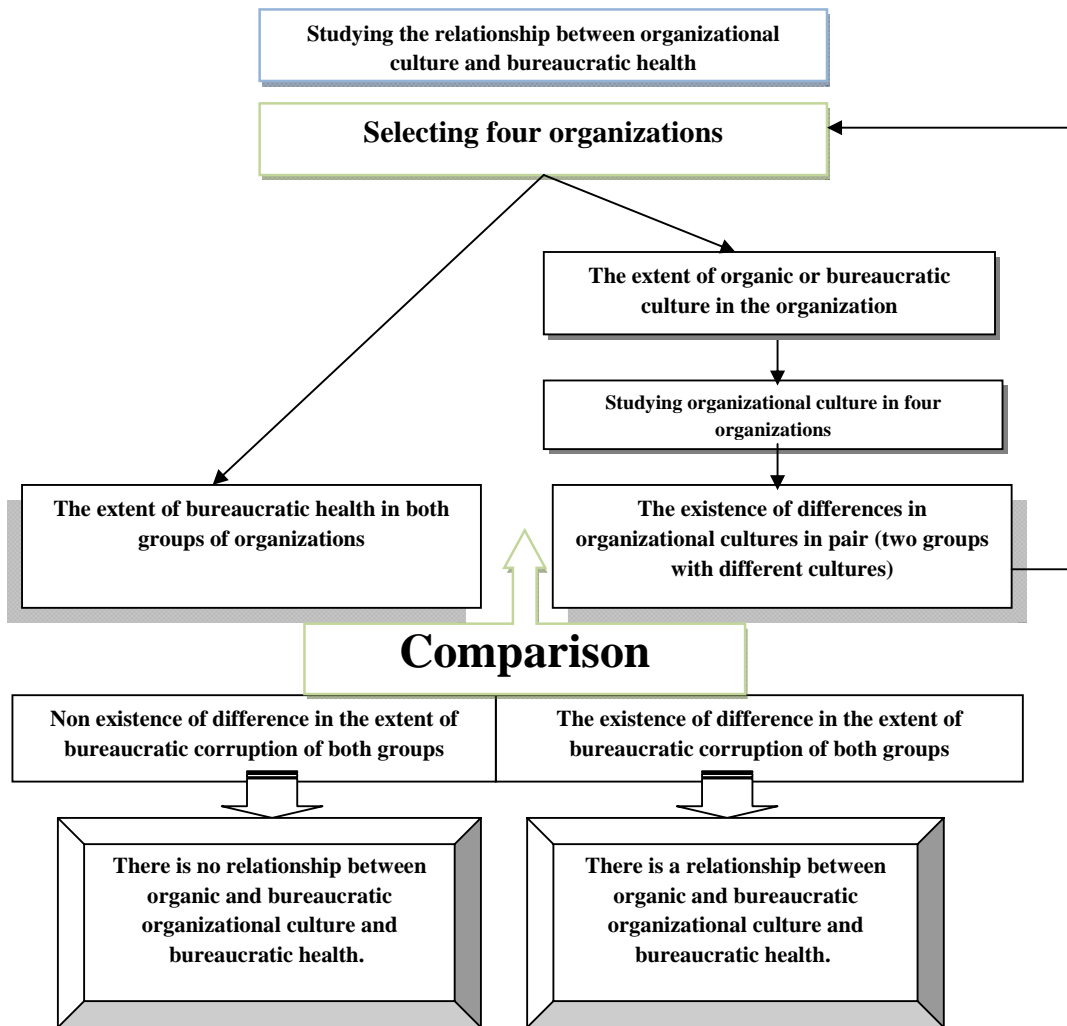 Studying the relationship between organizational
culture and bureaucratic health
Selecting four organizations
The extent of organic or bureaucratic
culture in the organization
Studying organizational culture in four
organizations
The extent of bureaucratic health in both
groups of organizations
The existence of differences in
organizational cultures in pair (two groups
with different cultures)
Comparison
Non existence of difference in the extent of
bureaucratic corruption of both groups
The existence of difference in the extent of
bureaucratic corruption of both groups
There is no relationship between
organic and bureaucratic
organizational culture and
bureaucratic health.
There is a relationship between
organic and bureaucratic
organizational culture and
bureaucratic health.